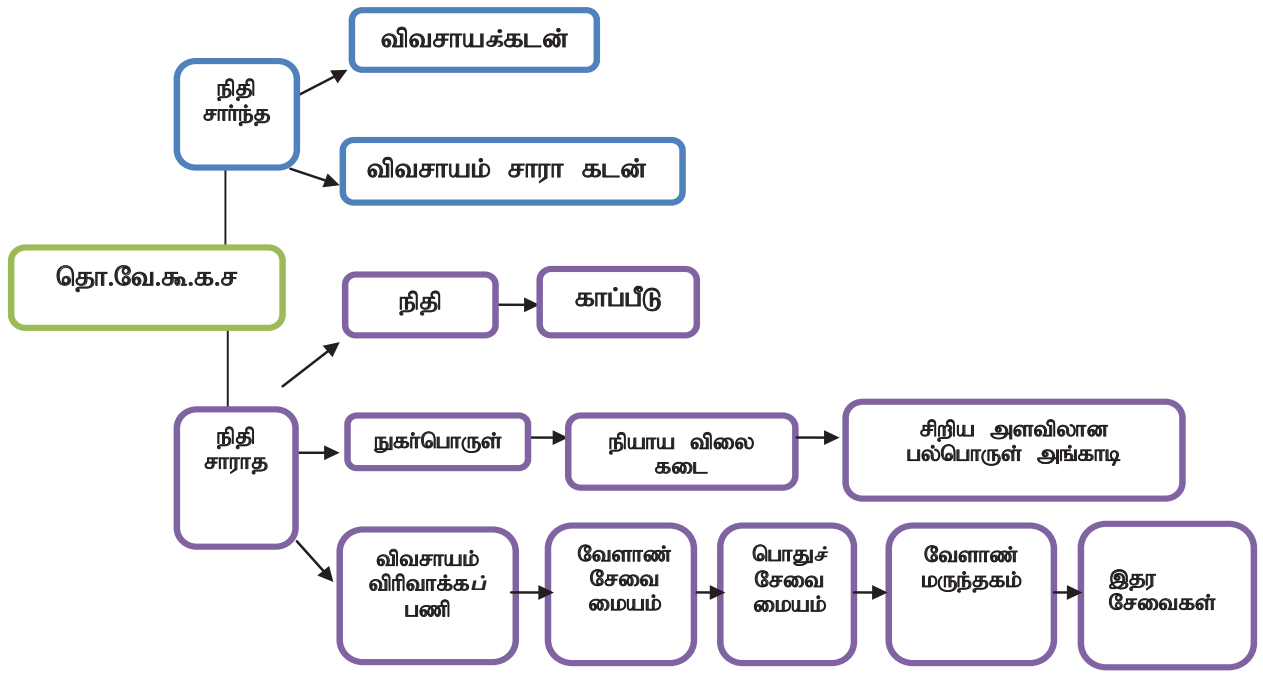 விவசாயக்கடன்
நிதி
சார்ந்த
விவசாயம் சாரா கடன்
தொ.வே.கூ.க.ச
நிதி
காப்பீடு
நிதி
சாராத
நுகர்பொருள்
நியாய விலை
கடை
சிறிய அளவிலான
பல்பொருள் அங்காடி
விவசாயம்
விரிவாக்கப்
பணி
வேளாண்
சேவை
மையம்
பொதுச்
சேவை
மையம்
வேளாண்
மருந்தகம்
இதர
சேவைகள்